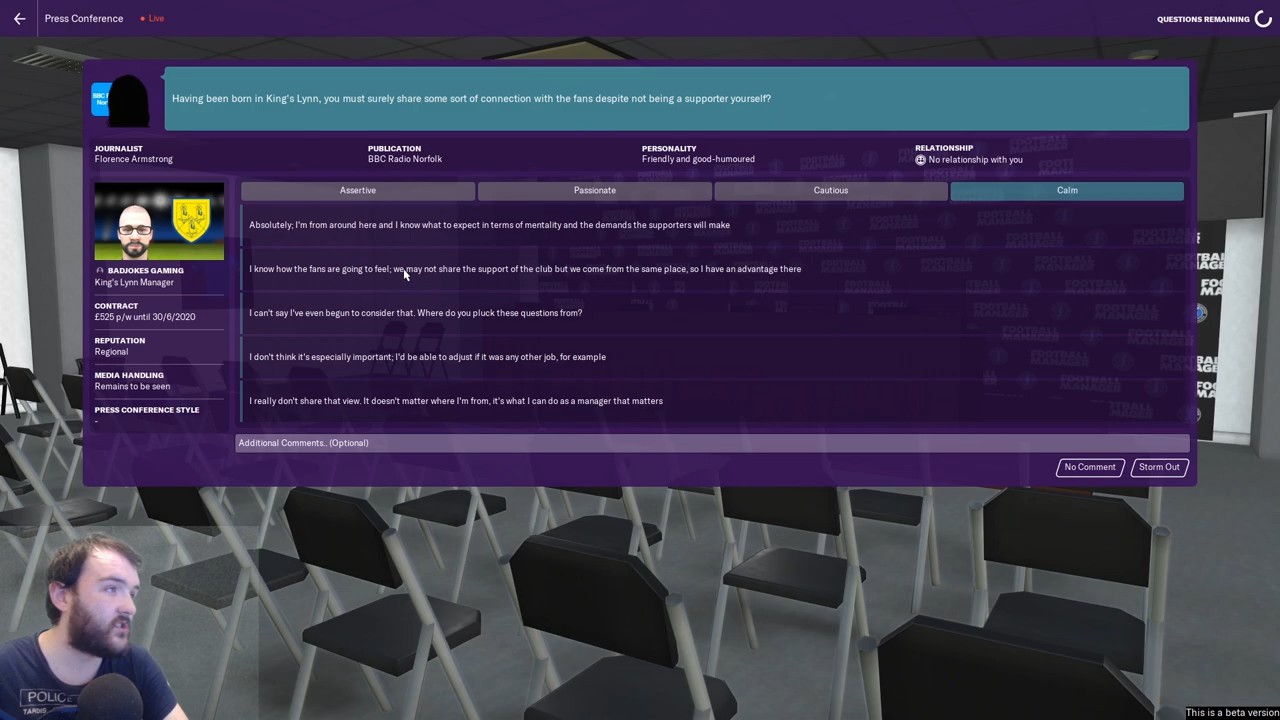 Press Conference
Live
QUESTIONS REMAINING
Having been born in King's Lynn, you must surely share some sort of connection with the fans despite not being a supporter yourself?
JOURNALIST
Florence Armstrong
PUBLICATION
BBC Radio Norfolk
PERSONALITY
Friendly and good-humoured
RELATIONSHIP
No relationship with you
Assertive
Passionate
Cautious
Calm
Absolutely; I'm from around here and I know what to expect in terms of mentality and the demands the supporters will make
I know how the fans are going to feel; we may not share the support of the club but we come from the same place, so I have an advantage there
I can't say I've even begun to consider that. Where do you pluck these questions from?
I don't think it's especially important; I'd be able to adjust if it was any other job, for example
I really don't share that view. It doesn't matter where I'm from, it's what I can do as a manager that matters
BADJOKES GAMING
King's Lynn Manager
CONTRACT
£525 p/w until 30/6/2020
REPUTATION
Regional
MEDIA HANDLING
Remains to be seen
PRESS CONFERENCE STYLE
-
Additional Comments.. (Optional)
No Comment
Storm Out
FOOTBALL
MANAGER
POLICE
TARDIS
This is a beta version